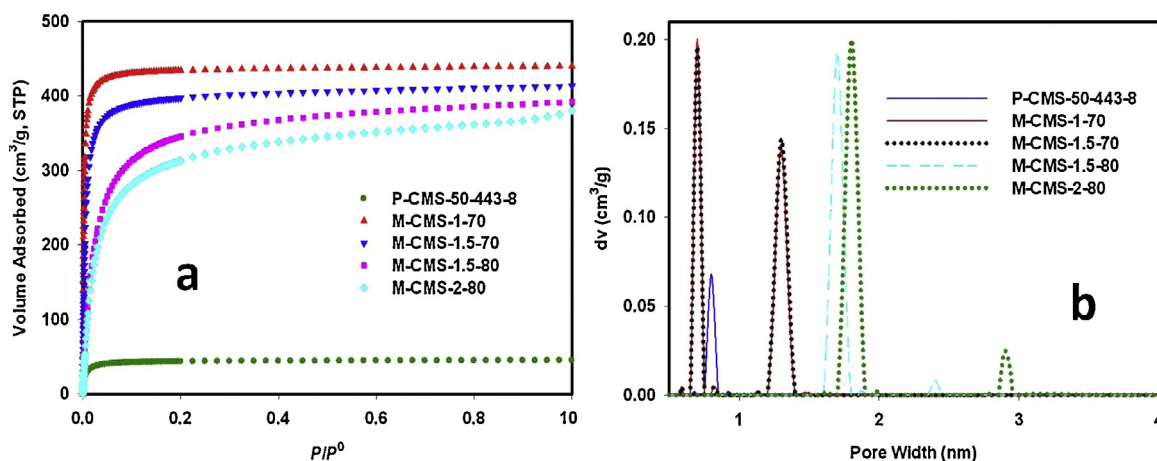 500
400
300
200
100
0
Volume Adsorbed (cm³/g, STP)
P-CMS-50-443-8
M-CMS-1-70
M-CMS-1.5-70
M-CMS-1.5-80
M-CMS-2-80
a
0.0 0.2 0.4 0.6 0.8 10
P/P⁰
0.20
0.15
0.10
0.05
0.00
dv (cm³/g)
P-CMS-50-443-8
M-CMS-1-70
M-CMS-1.5-70
M-CMS-1.5-80
M-CMS-2-80
b
1 2 3 4
Pore Width (nm)